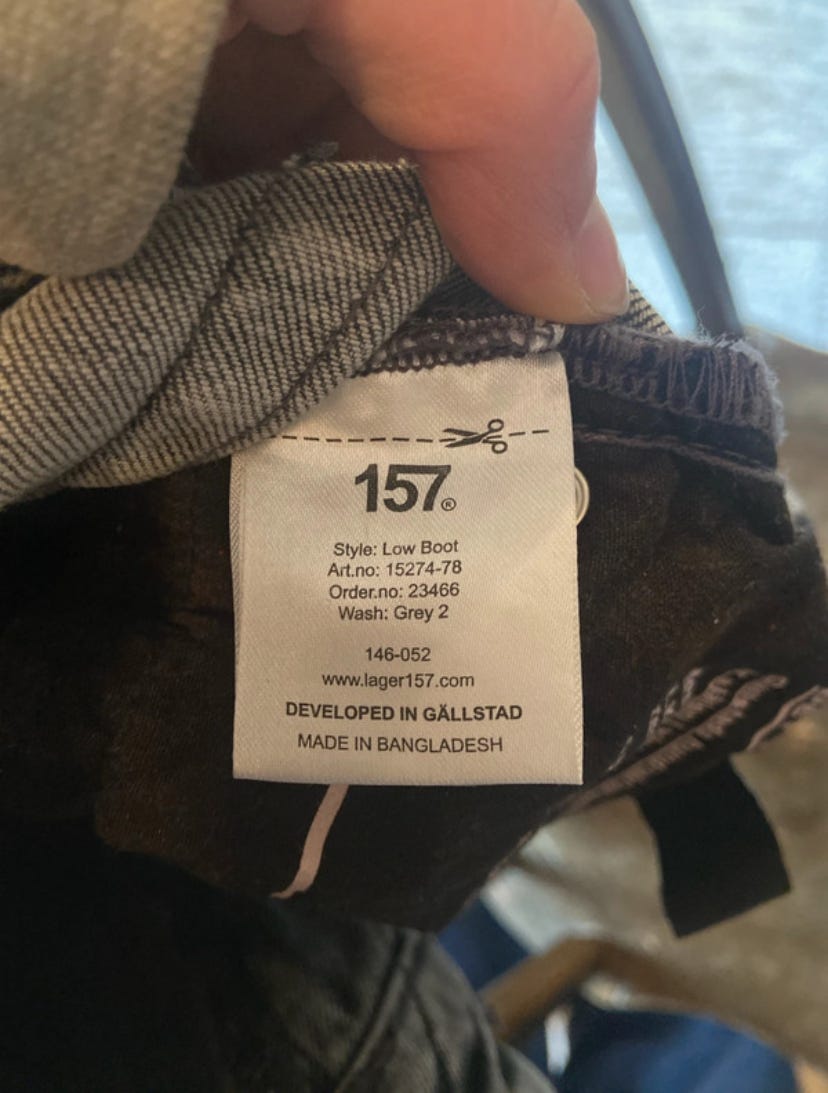 157®
Style: Low Boot
Art.no: 15274-78
Order.no: 23466
Wash: Grey 2
146-052
www.lager157.com
DEVELOPED IN GÄLLSTAD
MADE IN BANGLADESH